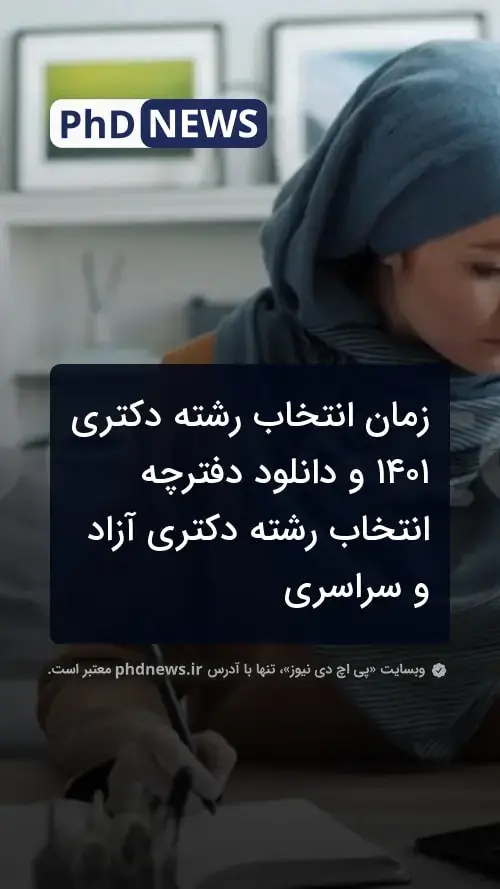 PhD NEWS
زمان انتخاب رشته دکتری
۱۴۰۱ و دانلود دفترچه
انتخاب رشته دکتری آزاد
و سراسری
وبسایت «پی اچ دی نیوز»، تنها با آدرس phdnews.ir معتبر است.